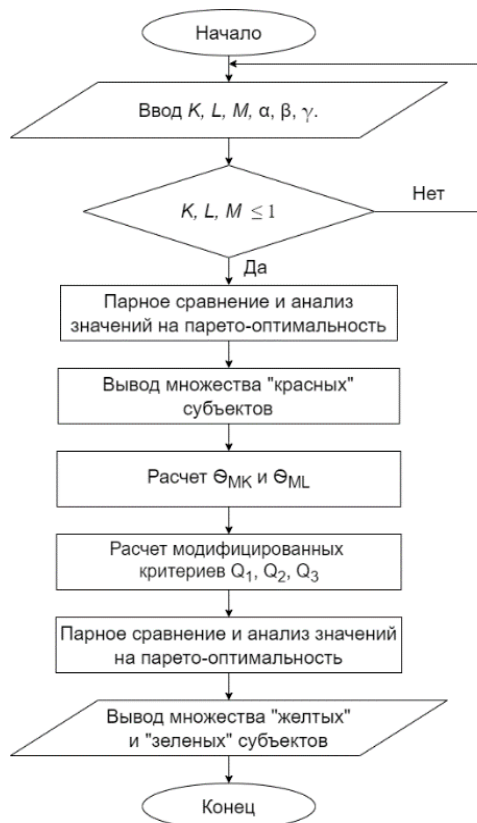 Начало
Ввод K, L, M, α, β, γ.
K, L, M ≤ 1
Нет
Да
Парное сравнение и анализ
значений на парето-оптимальность
Вывод множества "красных"
субъектов
Расчет ϴMK и ϴML
Расчет модифицированных
критериев Q1, Q2, Q3
Парное сравнение и анализ значений
на парето-оптимальность
Вывод множества "желтых"
и "зеленых" субъектов
Конец